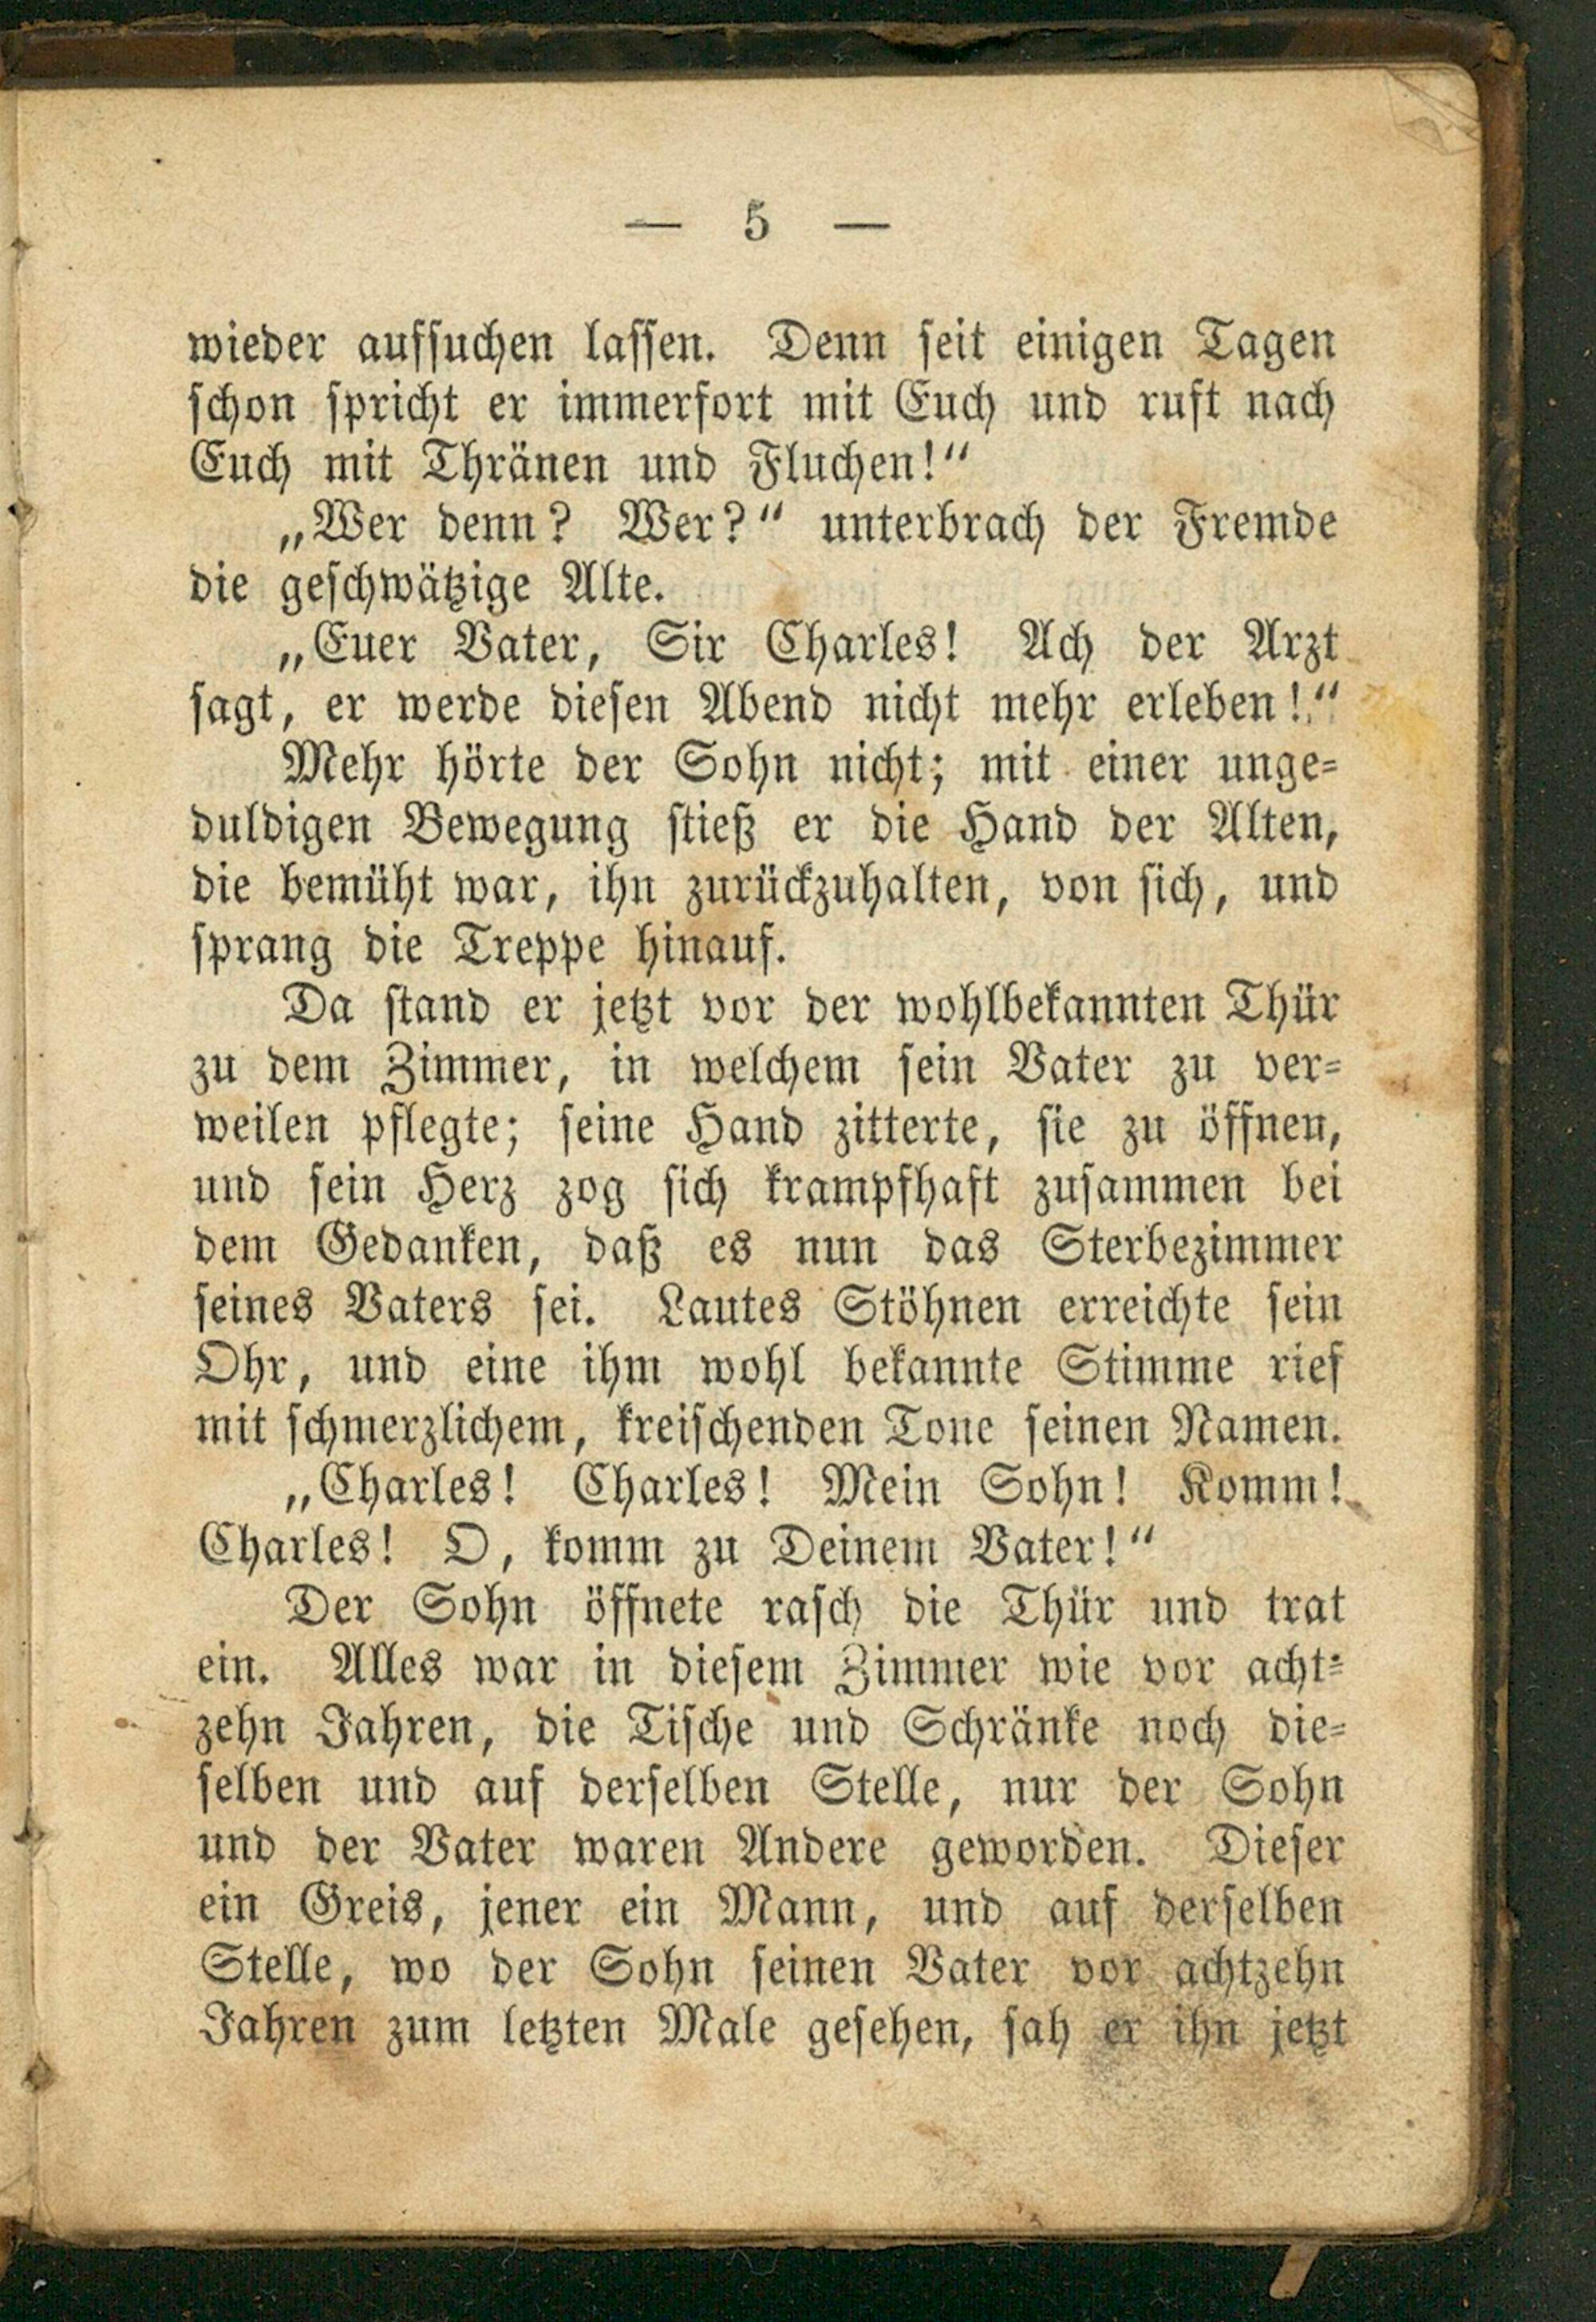 — 5 —
wieder aufsuchen lassen. Denn seit einigen Tagen
schon spricht er immerfort mit Euch und ruft nach
Euch mit Thränen und Fluchen!“
„Wer denn? Wer?“ unterbrach der Fremde
die geschwätzige Alte.
„Euer Vater, Sir Charles! Ach der Arzt
sagt, er werde diesen Abend nicht mehr erleben!“
Mehr hörte der Sohn nicht; mit einer unge-
duldigen Bewegung stieß er die Hand der Alten,
die bemüht war, ihn zurückzuhalten, von sich, und
sprang die Treppe hinauf.
Da stand er jetzt vor der wohlbekannten Thür
zu dem Zimmer, in welchem sein Vater zu ver-
weilen pflegte; seine Hand zitterte, sie zu öffnen,
und sein Herz zog sich krampfhaft zusammen bei
dem Gedanken, daß es nun das Sterbezimmer
seines Vaters sei. Lautes Stöhnen erreichte sein
Ohr, und eine ihm wohl bekannte Stimme rief
mit schmerzlichem, kreischenden Tone seinen Namen.
„Charles! Charles! Mein Sohn! Komm!
Charles! O, komm zu Deinem Vater!“
Der Sohn öffnete rasch die Thür und trat
ein. Alles war in diesem Zimmer wie vor acht-
zehn Jahren, die Tische und Schränke noch die-
selben und auf derselben Stelle, nur der Sohn
und der Vater waren Andere geworden. Dieser
ein Greis, jener ein Mann, und auf derselben
Stelle, wo der Sohn seinen Vater vor achtzehn
Jahren zum letzten Male gesehen, sah er ihn jetzt